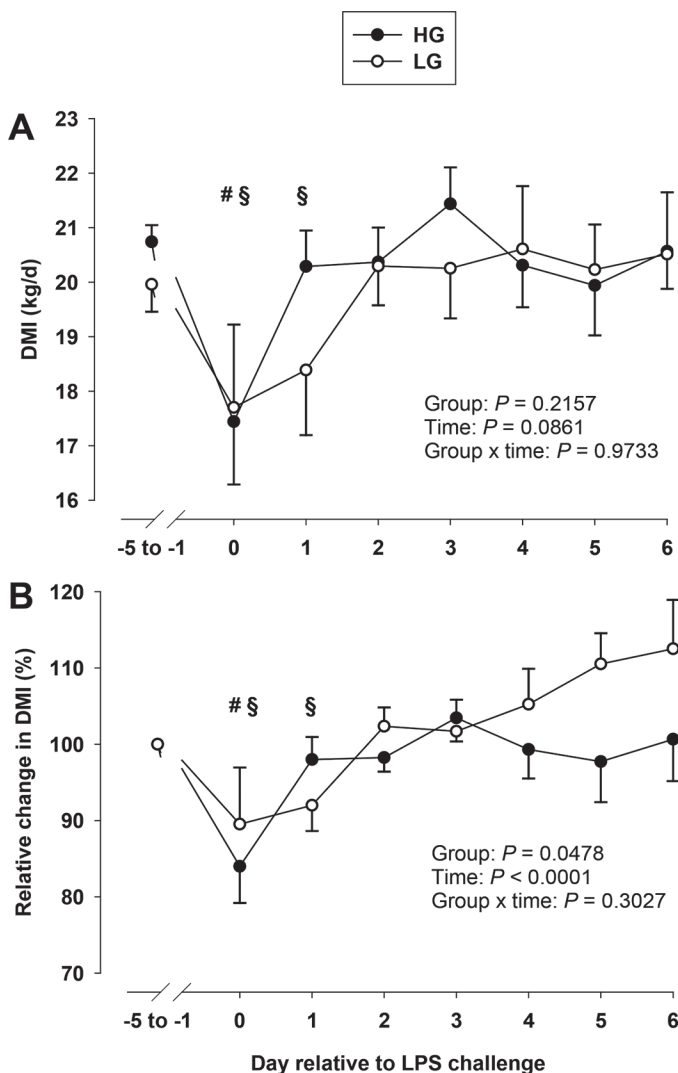 HG
LG
A
DMI (kg/d)
23
22
21
20
19
18
17
16
# §
§
Group: P = 0.2157
Time: P = 0.0861
Group x time: P = 0.9733
-5 to -1 0 1 2 3 4 5 6
B
Relative change in DMI (%)
120
110
100
90
80
70
# §
§
Group: P = 0.0478
Time: P < 0.0001
Group x time: P = 0.3027
-5 to -1 0 1 2 3 4 5 6
Day relative to LPS challenge